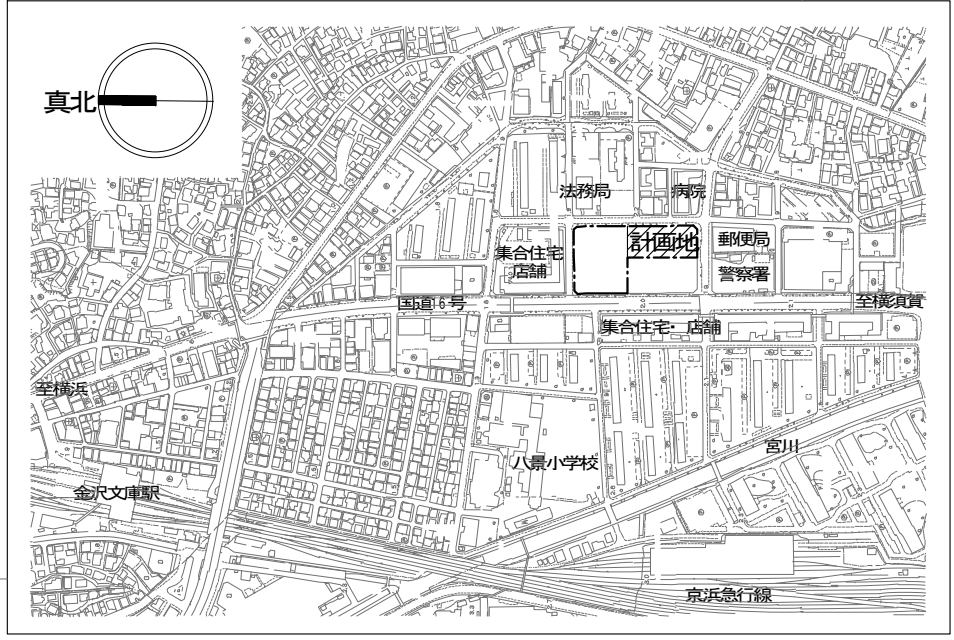 真北
法務局
病院
集合住宅
店舗
計画地
郵便局
警察署
国道16号
至横須賀
集合住宅・店舗
至横浜
八景小学校
宮川
金沢文庫駅
京浜急行線